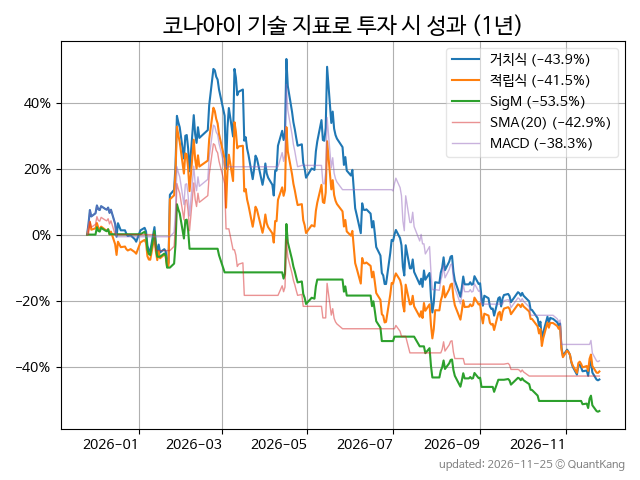 코나아이 기술 지표로 투자 시 성과 (1년)
거치식 (−43.9%)
적립식 (−41.5%)
SigM (−53.5%)
SMA(20) (−42.9%)
MACD (−38.3%)
40%
20%
0%
−20%
−40%
2026-01 2026-03 2026-05 2026-07 2026-09 2026-11
updated: 2026-11-25 ⓒ QuantKang